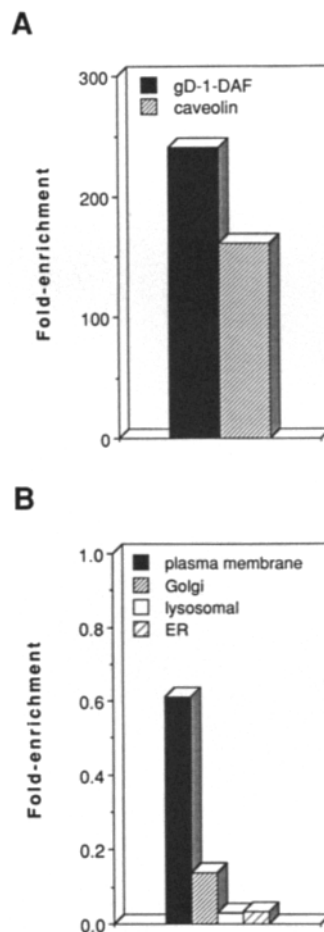 A
300
gD-1-DAF
caveolin
200
100
0
Fold-enrichment
B
1.0
plasma membrane
Golgi
lysosomal
ER
0.8
0.6
0.4
0.2
0.0
Fold-enrichment